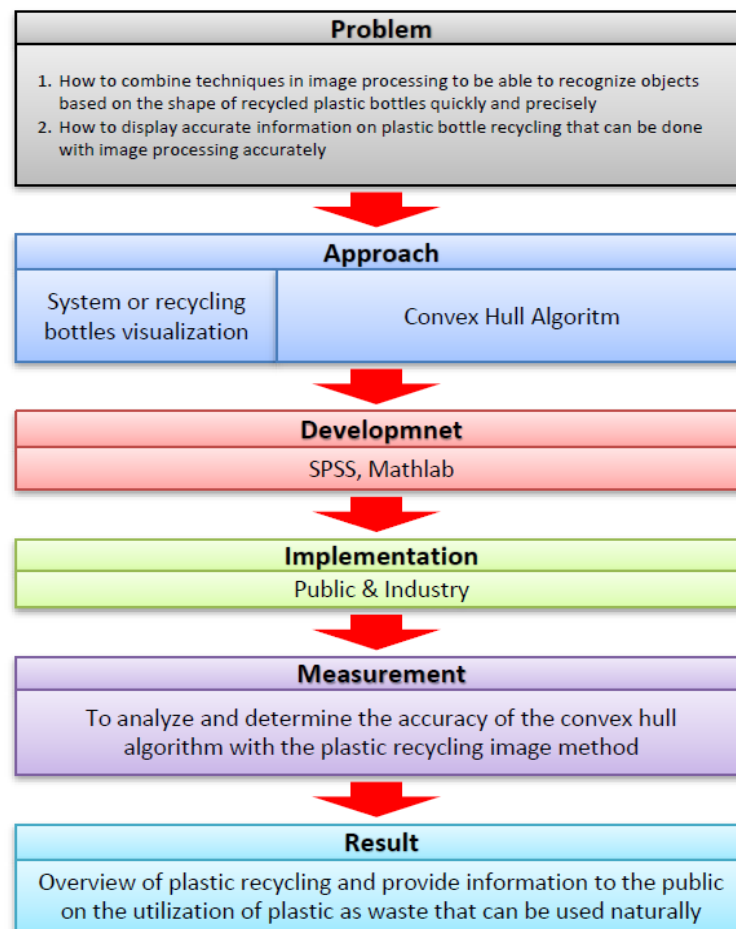 Problem
1. How to combine techniques in image processing to be able to recognize objects
based on the shape of recycled plastic bottles quickly and precisely
2. How to display accurate information on plastic bottle recycling that can be done
with image processing accurately
Approach
System or recycling
bottles visualization
Convex Hull Algoritm
Developmnet
SPSS, Mathlab
Implementation
Public & Industry
Measurement
To analyze and determine the accuracy of the convex hull
algorithm with the plastic recycling image method
Result
Overview of plastic recycling and provide information to the public
on the utilization of plastic as waste that can be used naturally